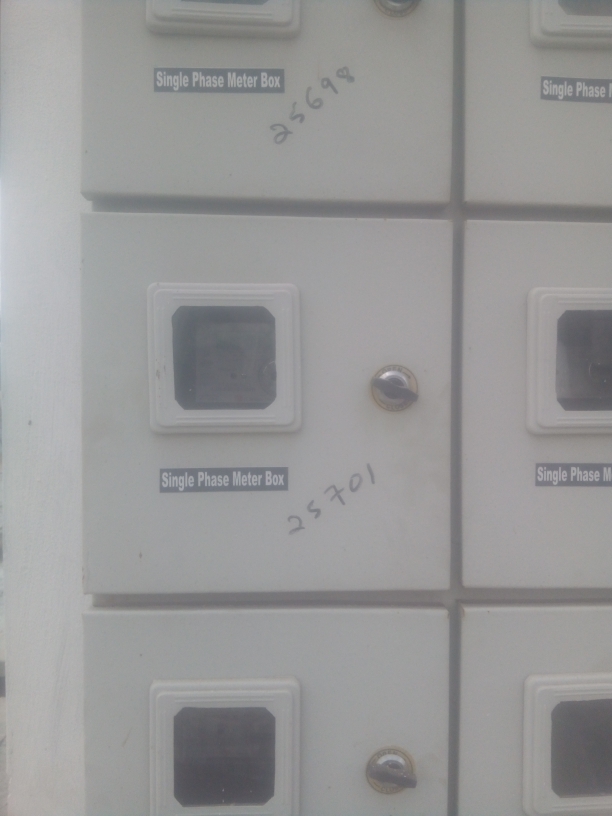 Single Phase Meter Box
25698
Single Phase
Single Phase Meter Box
25701
Single Phase M